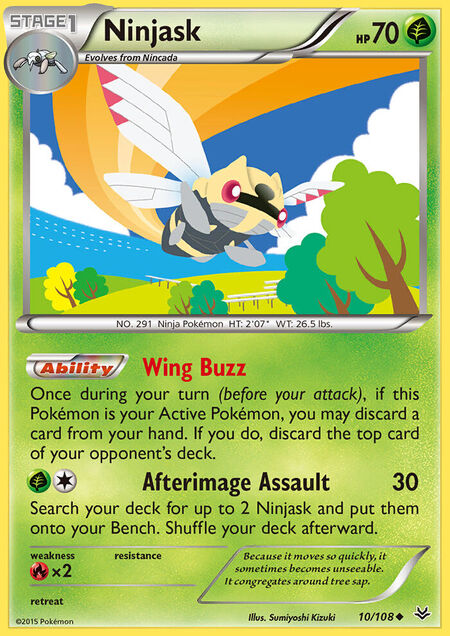 STAGE1
Ninjask
HP70
Evolves from Nincada
NO. 291 Ninja Pokémon HT: 2'07" WT: 26.5 lbs.
Ability Wing Buzz
Once during your turn (before your attack), if this
Pokémon is your Active Pokémon, you may discard a
card from your hand. If you do, discard the top card
of your opponent's deck.
Afterimage Assault 30
Search your deck for up to 2 Ninjask and put them
onto your Bench. Shuffle your deck afterward.
weakness resistance
×2
retreat
Because it moves so quickly, it
sometimes becomes unseeable.
It congregates around tree sap.
©2015 Pokémon
Illus. Sumiyoshi Kizuki
10/108